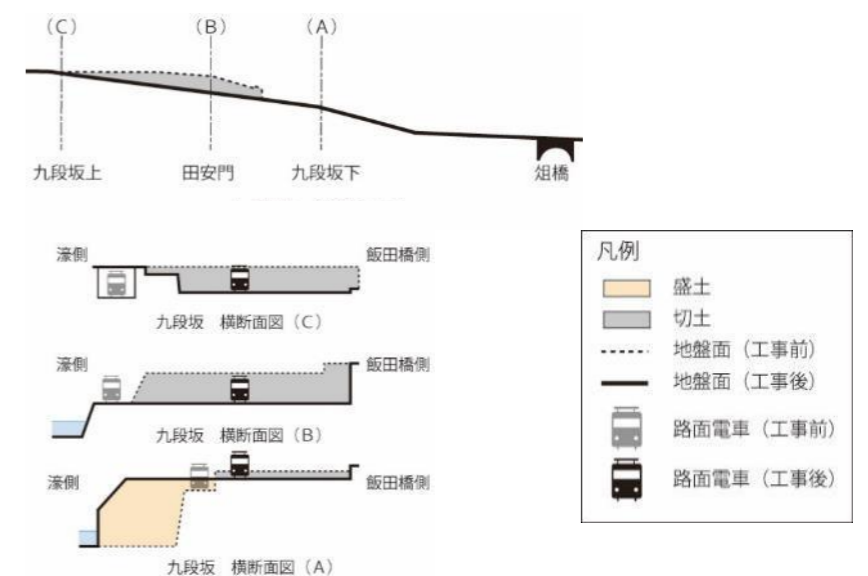 (C) (B) (A)
九段坂上 田安門 九段坂下 俎橋
濠側 飯田橋側
九段坂 横断面図(C)
濠側 飯田橋側
九段坂 横断面図(B)
濠側 飯田橋側
九段坂 横断面図(A)
凡例
盛土
切土
地盤面(工事前)
地盤面(工事後)
路面電車(工事前)
路面電車(工事後)